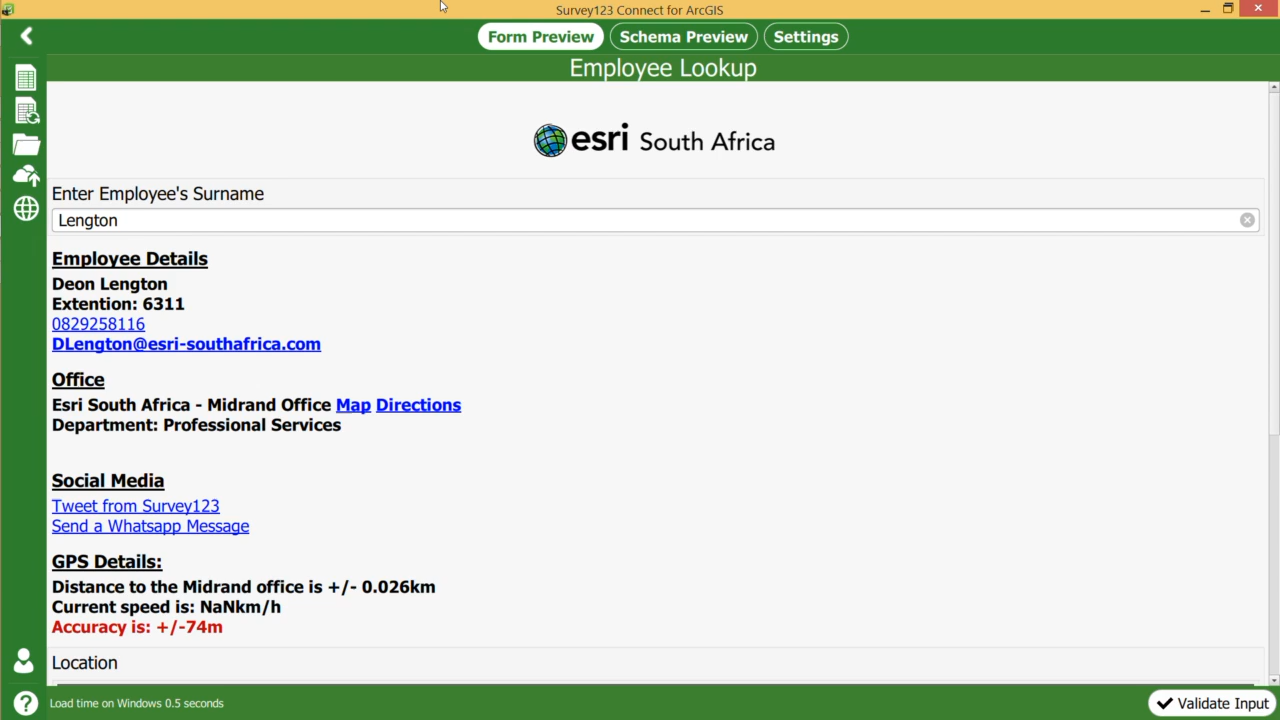 Survey123 Connect for ArcGIS
Form Preview Schema Preview Settings
Employee Lookup
esri South Africa
Enter Employee's Surname
Lengton
Employee Details
Deon Lengton
Extention: 6311
0829258116
DLengton@esri-southafrica.com
Office
Esri South Africa - Midrand Office Map Directions
Department: Professional Services
Social Media
Tweet from Survey123
Send a Whatsapp Message
GPS Details:
Distance to the Midrand office is +/- 0.026km
Current speed is: NaNkm/h
Accuracy is: +/-74m
Location
Load time on Windows 0.5 seconds
Validate Input